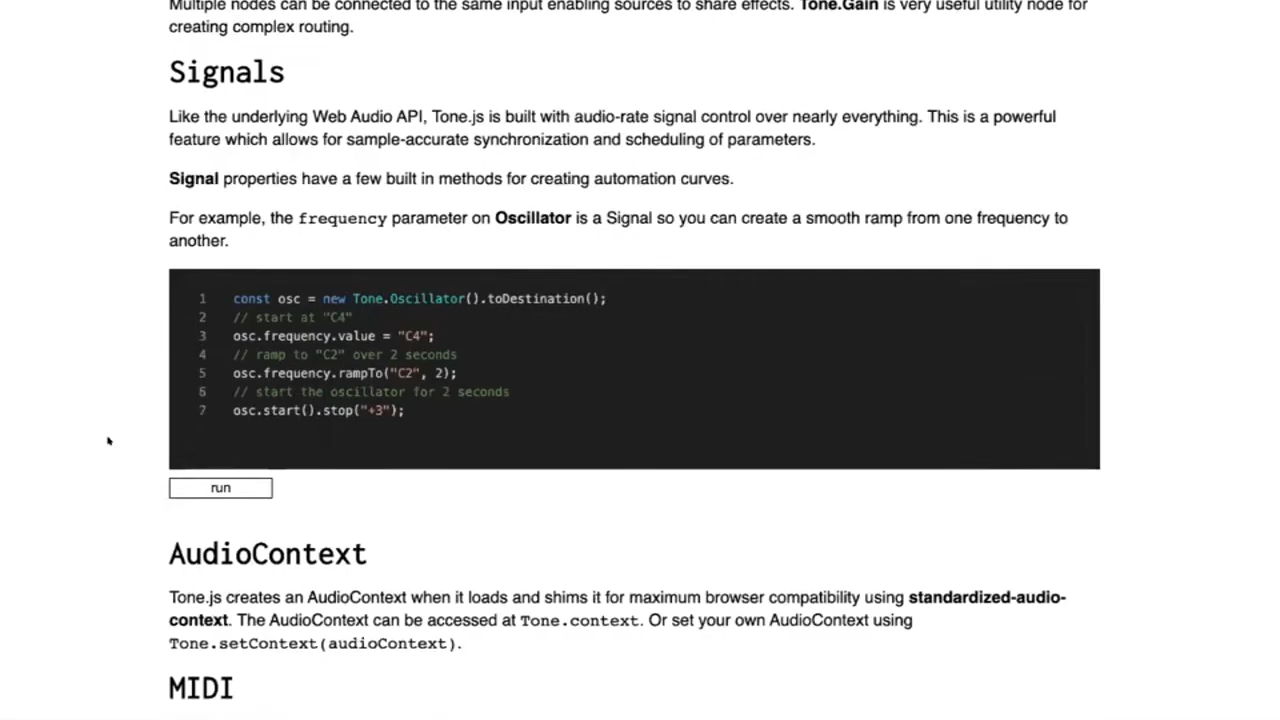 Multiple nodes can be connected to the same input enabling sources to share effects. Tone.Gain is very useful utility node for
creating complex routing.
Signals
Like the underlying Web Audio API, Tone.js is built with audio-rate signal control over nearly everything. This is a powerful
feature which allows for sample-accurate synchronization and scheduling of parameters.
Signal properties have a few built in methods for creating automation curves.
For example, the frequency parameter on Oscillator is a Signal so you can create a smooth ramp from one frequency to
another.
1 const osc = new Tone.Oscillator().toDestination();
2 // start at "C4"
3 osc.frequency.value = "C4";
4 // ramp to "C2" over 2 seconds
5 osc.frequency.rampTo("C2", 2);
6 // start the oscillator for 2 seconds
7 osc.start().stop("+3");
run
AudioContext
Tone.js creates an AudioContext when it loads and shims it for maximum browser compatibility using standardized-audio-
context. The AudioContext can be accessed at Tone.context. Or set your own AudioContext using
Tone.setContext(audioContext).
MIDI